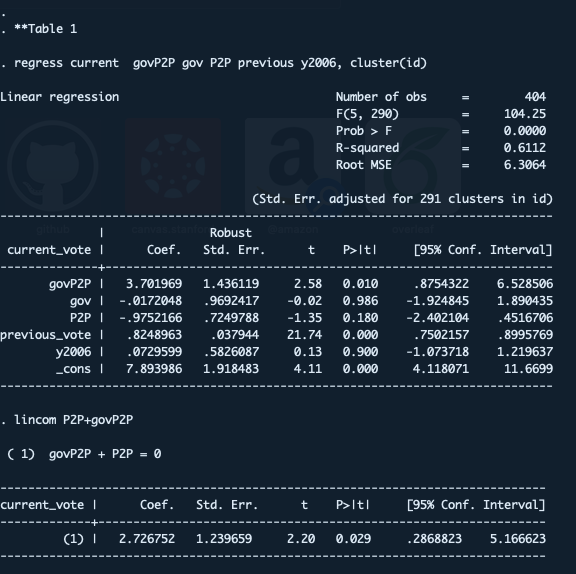 .
. **Table 1
. regress current govP2P gov P2P previous y2006, cluster(id)
Linear regression Number of obs = 404
F(5, 290) = 104.25
Prob > F = 0.0000
R-squared = 0.6112
Root MSE = 6.3064
(Std. Err. adjusted for 291 clusters in id)
| Robust
current_vote | Coef. Std. Err. t P>|t| [95% Conf. Interval]
govP2P | 3.701969 1.436119 2.58 0.010 .8754322 6.528506
gov | -.0172048 .9692417 -0.02 0.986 -1.924845 1.890435
P2P | -.9752166 .7249788 -1.35 0.180 -2.402104 .4516706
previous_vote | .8248963 .037944 21.74 0.000 .7502157 .8995769
y2006 | .0729599 .5826087 0.13 0.900 -1.073718 1.219637
_cons | 7.893986 1.918483 4.11 0.000 4.118071 11.6699
. lincom P2P+govP2P
( 1) govP2P + P2P = 0
current_vote | Coef. Std. Err. t P>|t| [95% Conf. Interval]
(1) | 2.726752 1.239659 2.20 0.029 .2868823 5.166623